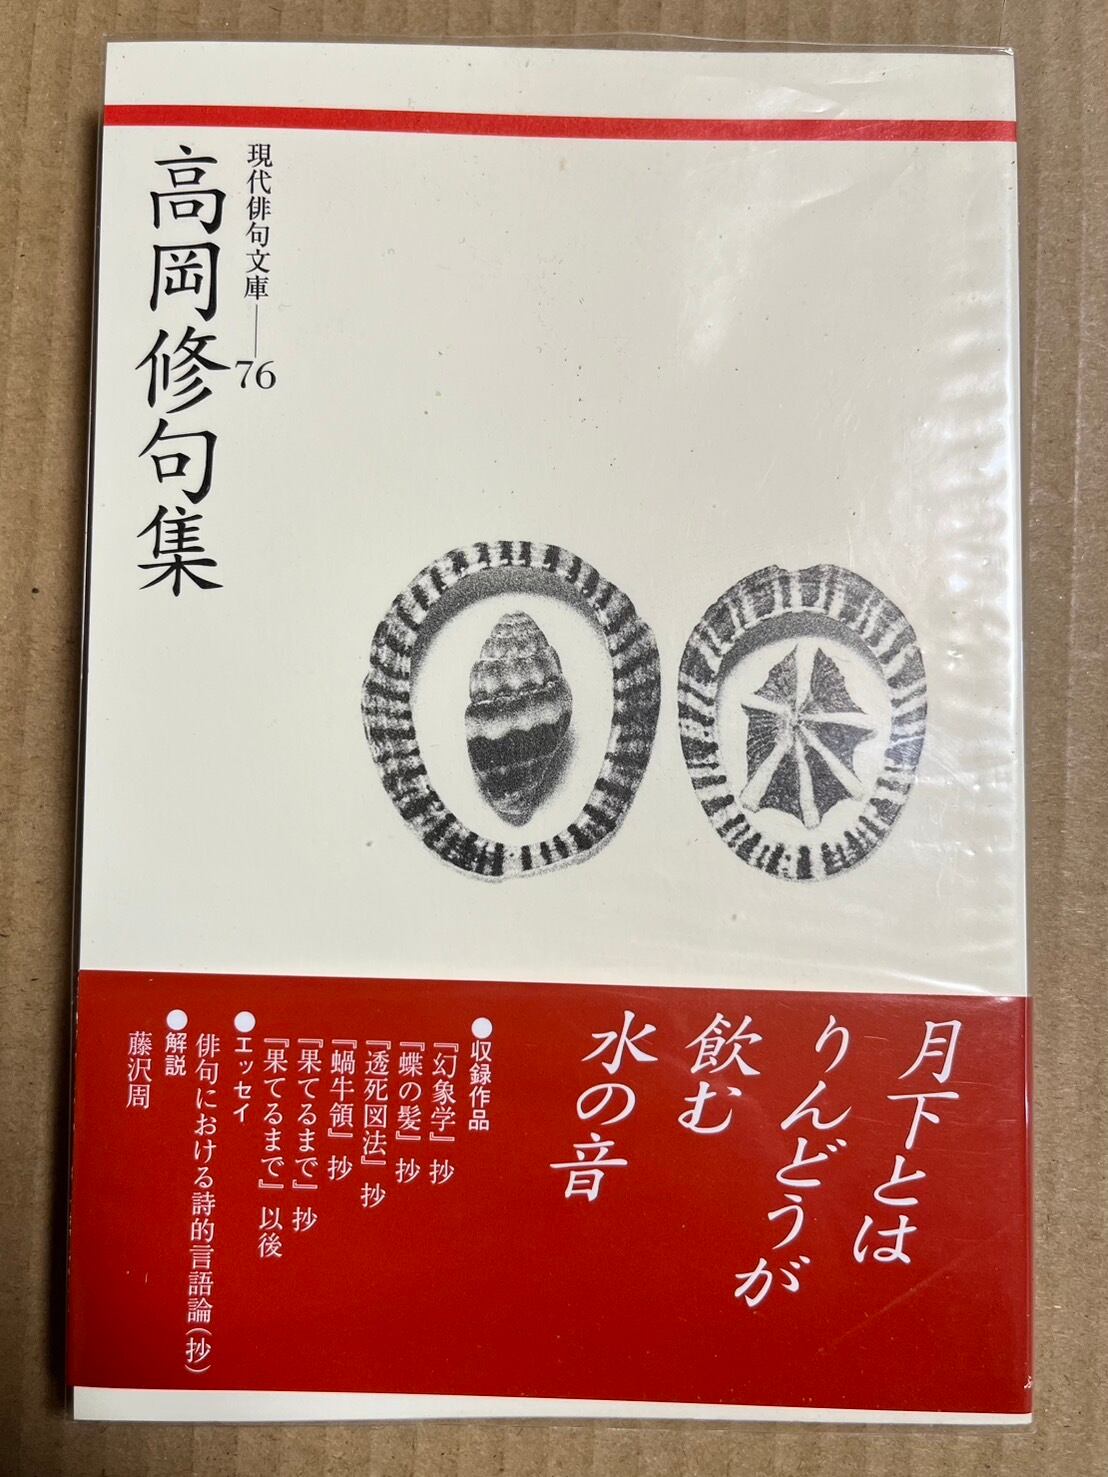 現代俳句文庫──76
高岡修句集
月下とは
りんどうが
飲む
水の音
●収録作品
『幻象学』抄
『蝶の髪』抄
『透死図法』抄
『蝸牛領』抄
『果てるまで』抄
『果てるまで』以後
●エッセイ
俳句における詩的言語論(抄)
●解説
藤沢周